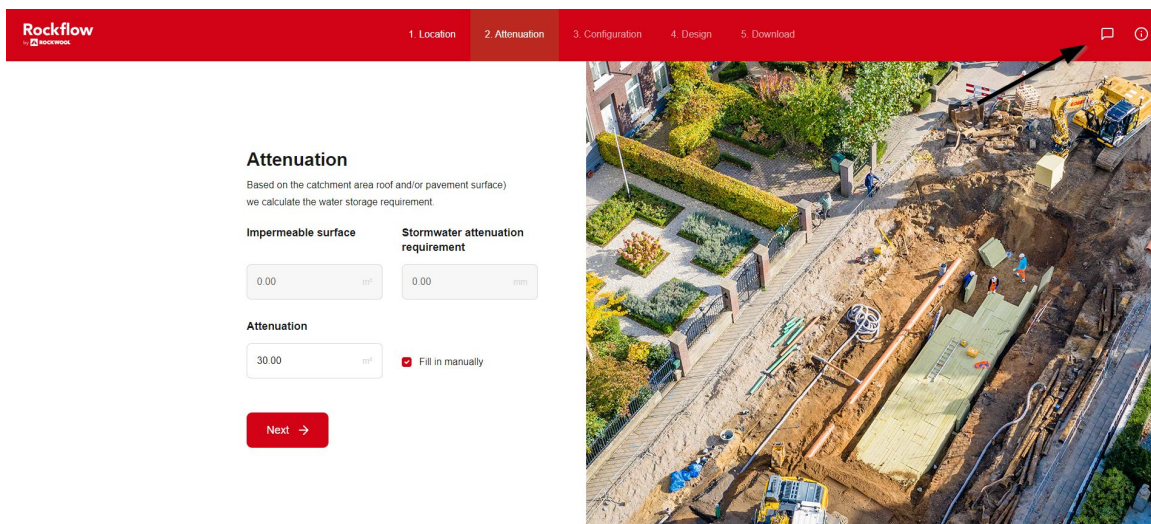 Rockflow
by ROCKWOOL
1. Location
2. Attenuation
3. Configuration
4. Design
5. Download
Attenuation
Based on the catchment area roof and/or pavement surface)
we calculate the water storage requirement.
Impermeable surface
Stormwater attenuation
requirement
0.00 m²
0.00 mm
Attenuation
30.00 m³
Fill in manually
Next